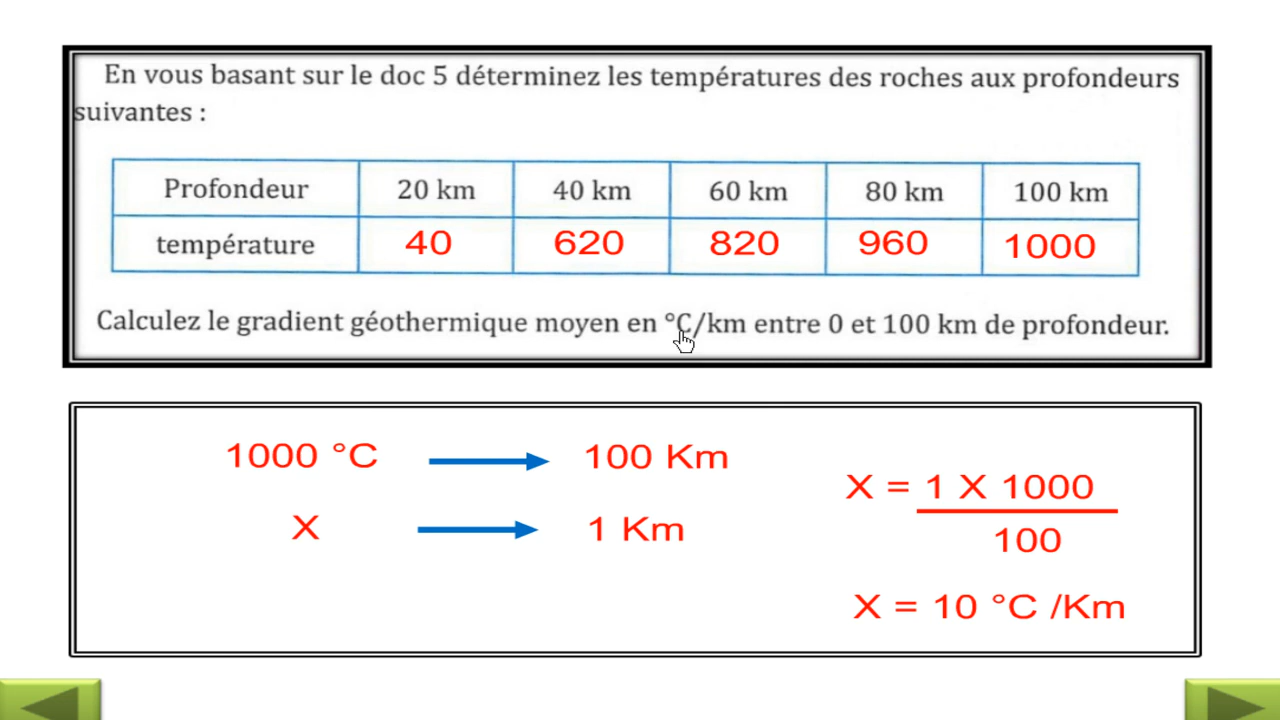 En vous basant sur le doc 5 déterminez les températures des roches aux profondeurs
suivantes :
Profondeur 20 km 40 km 60 km 80 km 100 km
température 40 620 820 960 1000
Calculez le gradient géothermique moyen en °C/km entre 0 et 100 km de profondeur.
1000 °C 100 Km
X 1 Km
X = 1 X 1000
100
X = 10 °C /Km